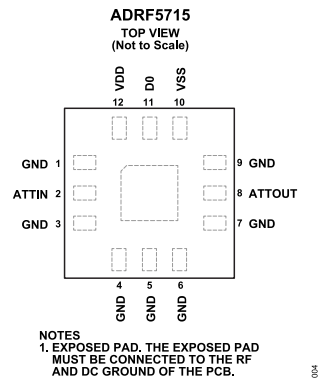 ADRF5715
TOP VIEW
(Not to Scale)
VDD
D0
VSS
12
11
10
GND 1
9 GND
ATTIN 2
8 ATTOUT
GND 3
7 GND
4
5
6
GND
GND
GND
NOTES
1. EXPOSED PAD. THE EXPOSED PAD
MUST BE CONNECTED TO THE RF
AND DC GROUND OF THE PCB.
004